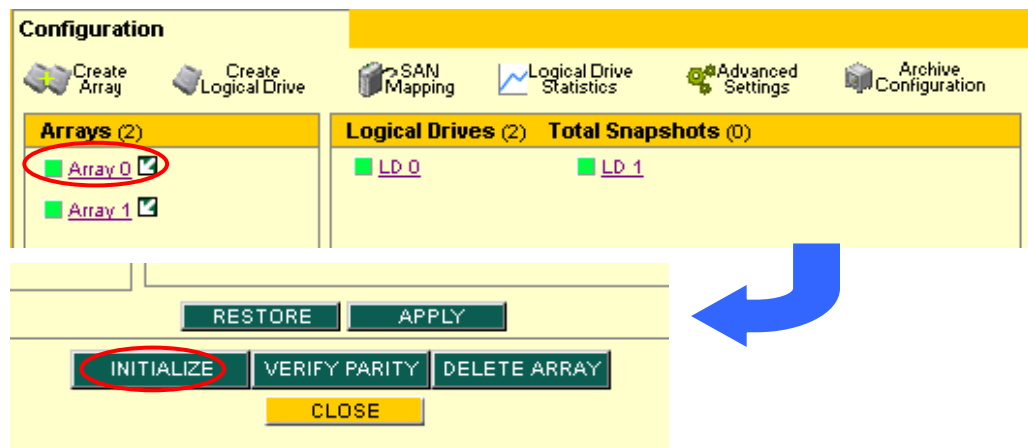 Configuration
Create Array
Create Logical Drive
SAN Mapping
Logical Drive Statistics
Advanced Settings
Archive Configuration
Arrays (2)
Logical Drives (2) Total Snapshots (0)
Array 0
LD 0
LD 1
Array 1
RESTORE
APPLY
INITIALIZE
VERIFY PARITY
DELETE ARRAY
CLOSE